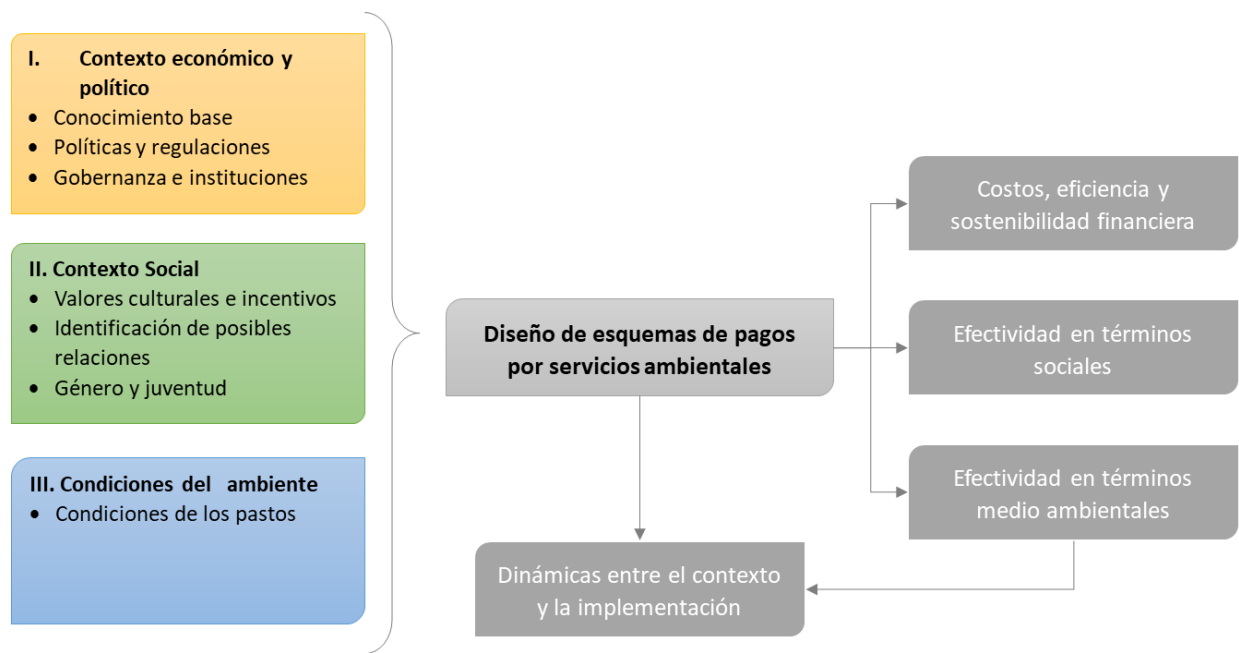 I. Contexto económico y
político
• Conocimiento base
• Políticas y regulaciones
• Gobernanza e instituciones
II. Contexto Social
• Valores culturales e incentivos
• Identificación de posibles
relaciones
• Género y juventud
III. Condiciones del ambiente
• Condiciones de los pastos
Diseño de esquemas de pagos
por servicios ambientales
Costos, eficiencia y
sostenibilidad financiera
Efectividad en términos
sociales
Efectividad en términos
medio ambientales
Dinámicas entre el contexto
y la implementación